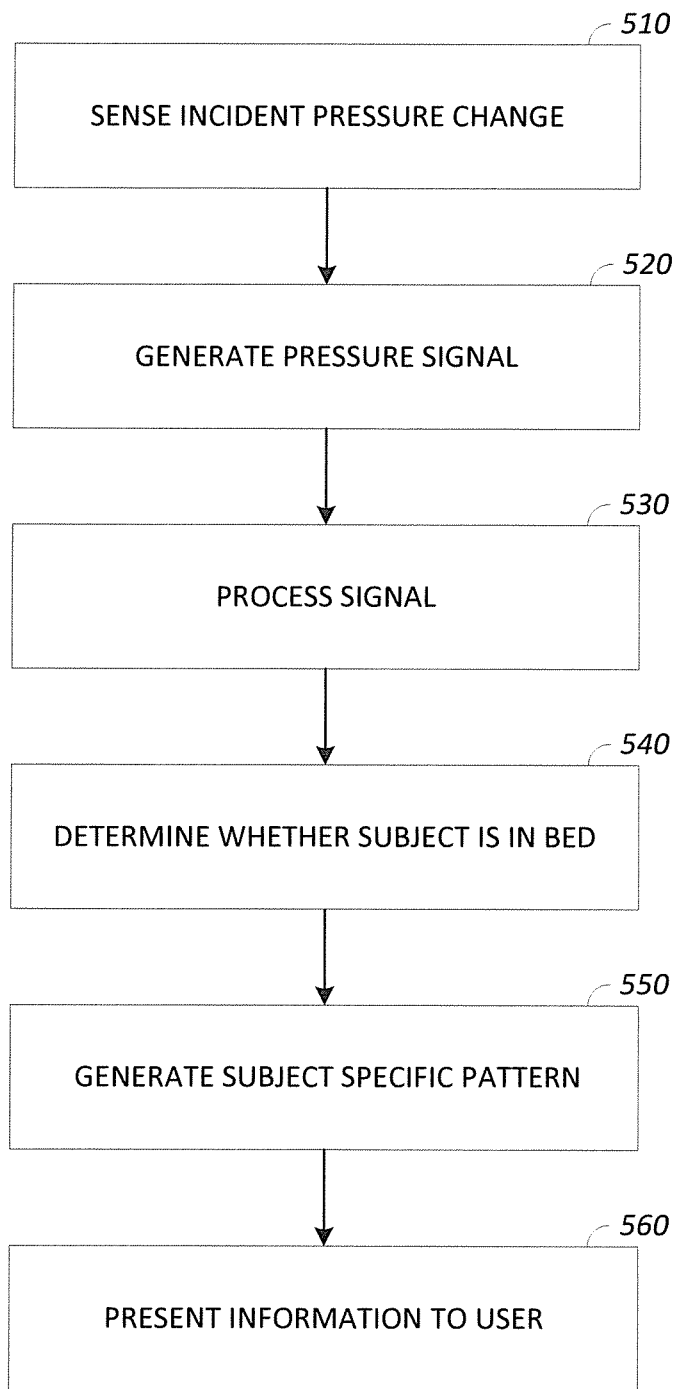 510
SENSE INCIDENT PRESSURE CHANGE
520
GENERATE PRESSURE SIGNAL
530
PROCESS SIGNAL
540
DETERMINE WHETHER SUBJECT IS IN BED
550
GENERATE SUBJECT SPECIFIC PATTERN
560
PRESENT INFORMATION TO USER